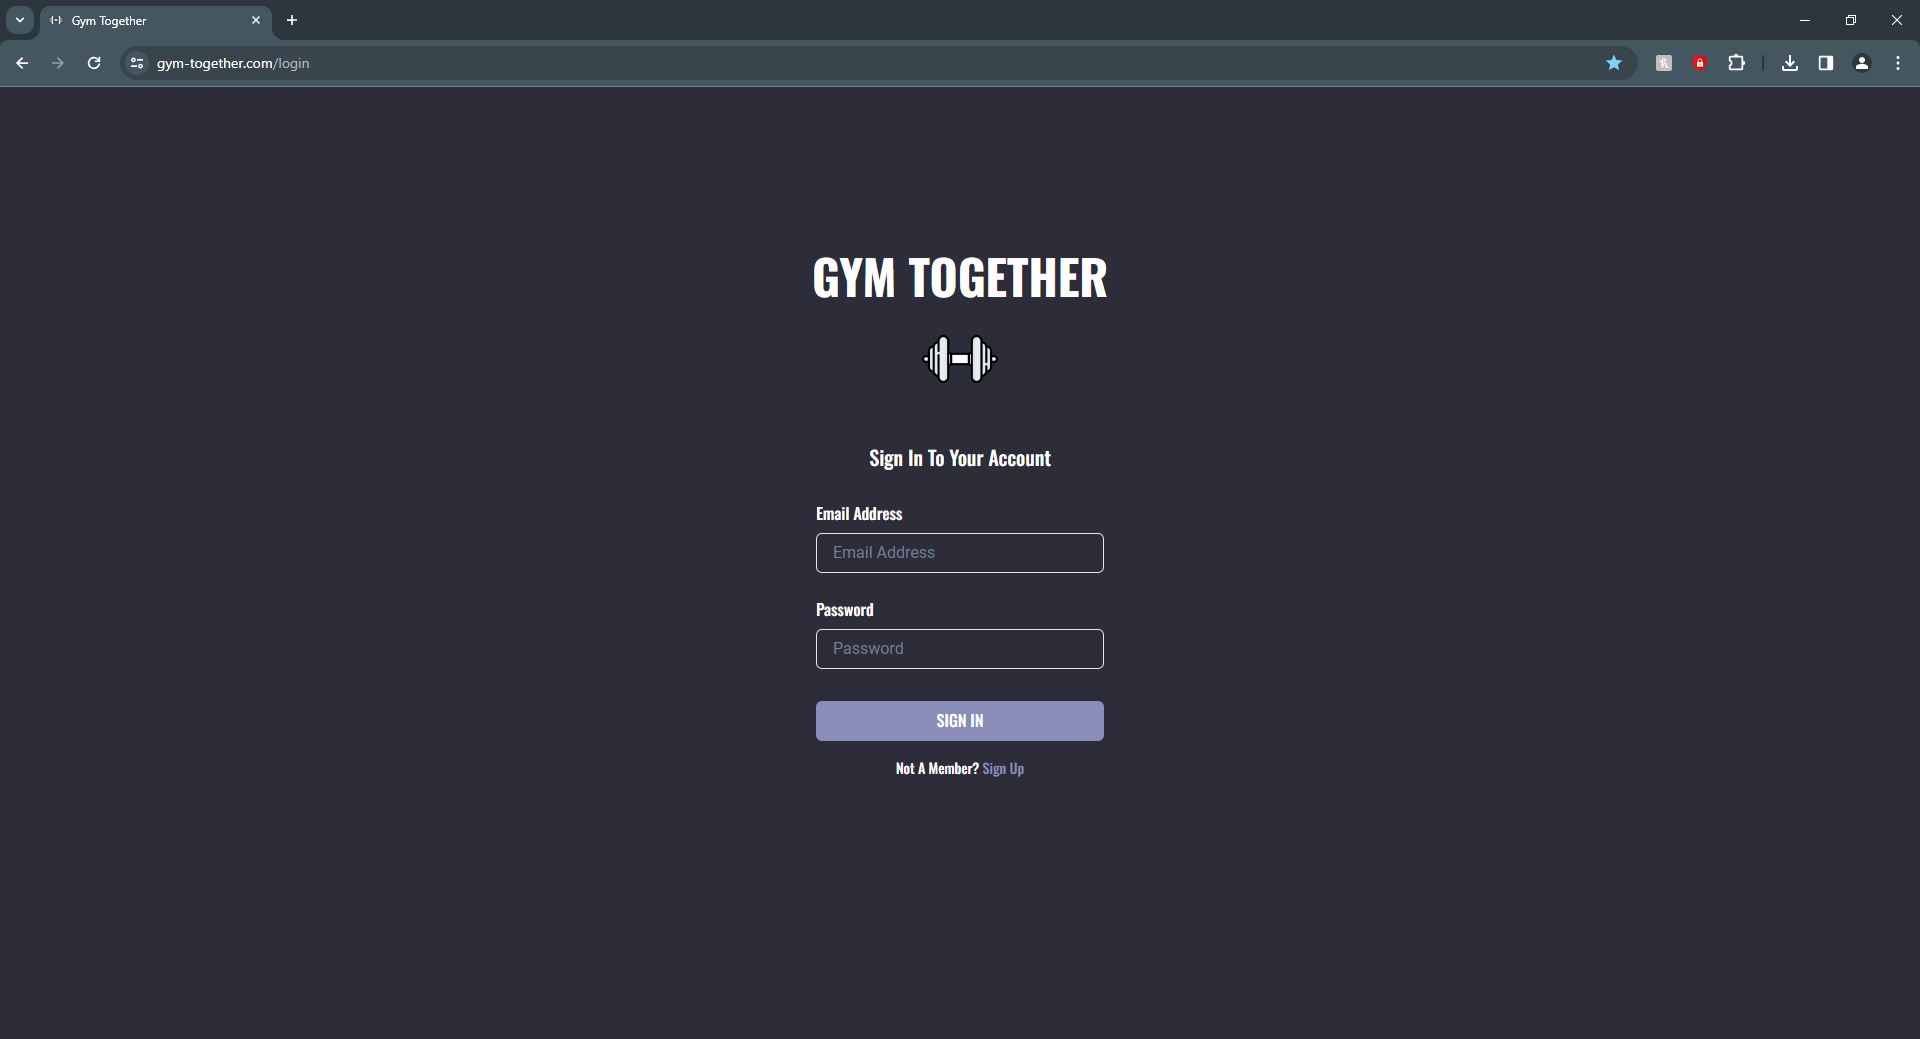 Gym Together
gym-together.com/login
GYM TOGETHER
Sign In To Your Account
Email Address
Email Address
Password
Password
SIGN IN
Not A Member? Sign Up